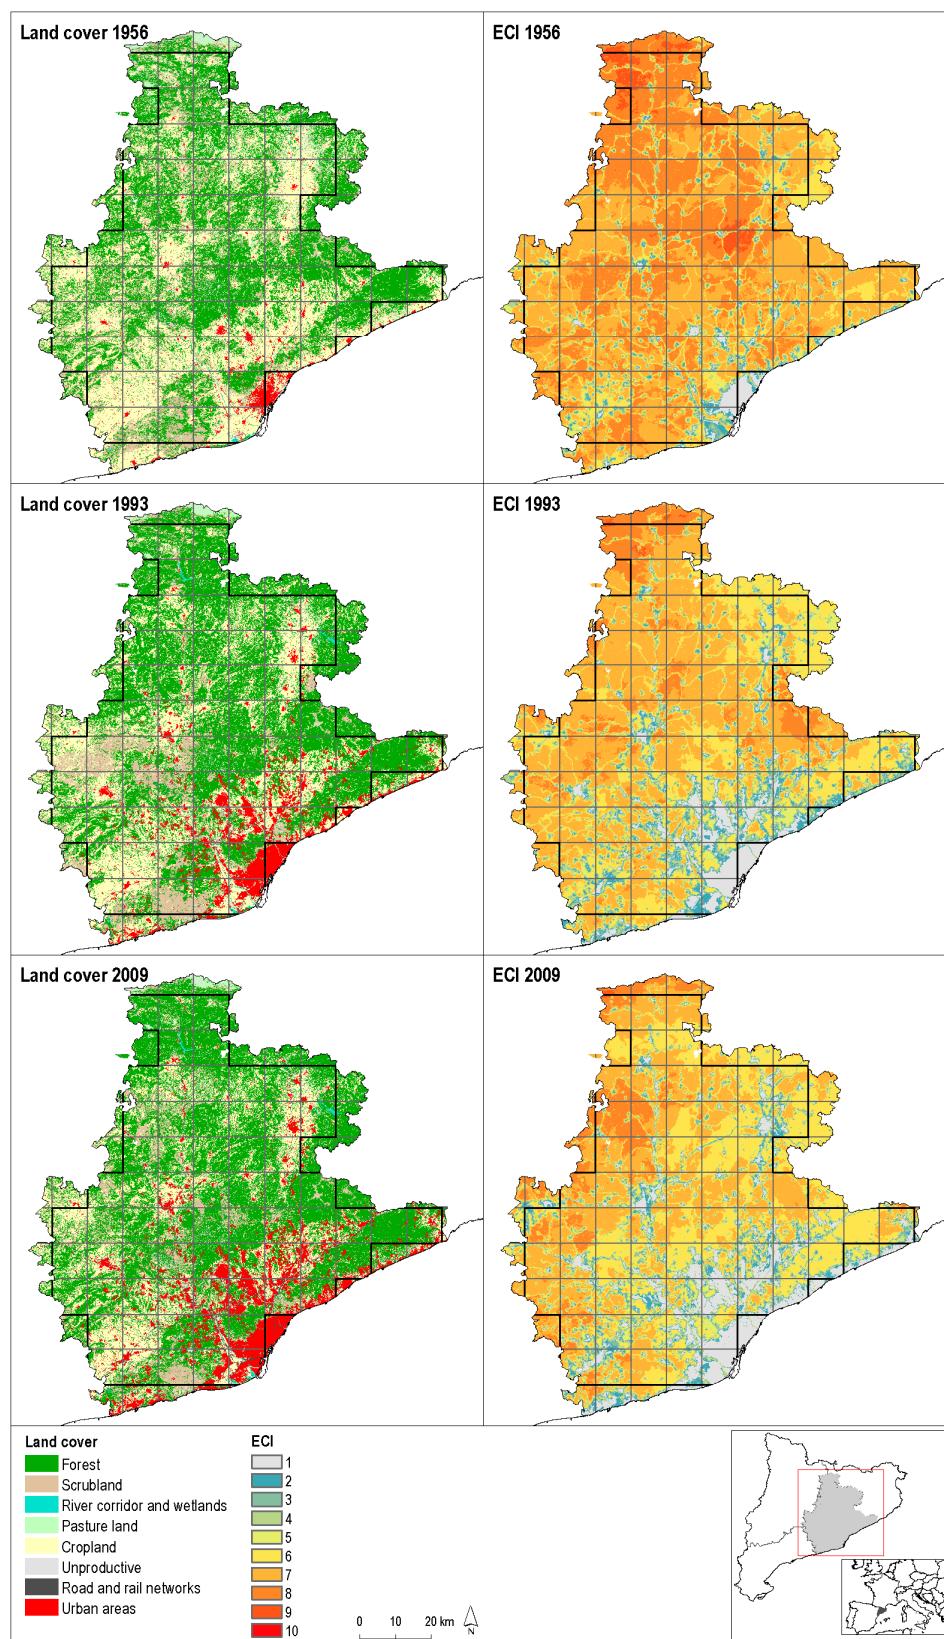 Land cover 1956
ECI 1956
Land cover 1993
ECI 1993
Land cover 2009
ECI 2009
Land cover
Forest
Scrubland
River corridor and wetlands
Pasture land
Cropland
Unproductive
Road and rail networks
Urban areas
ECI
1
2
3
4
5
6
7
8
9
10
0 10 20 km
N